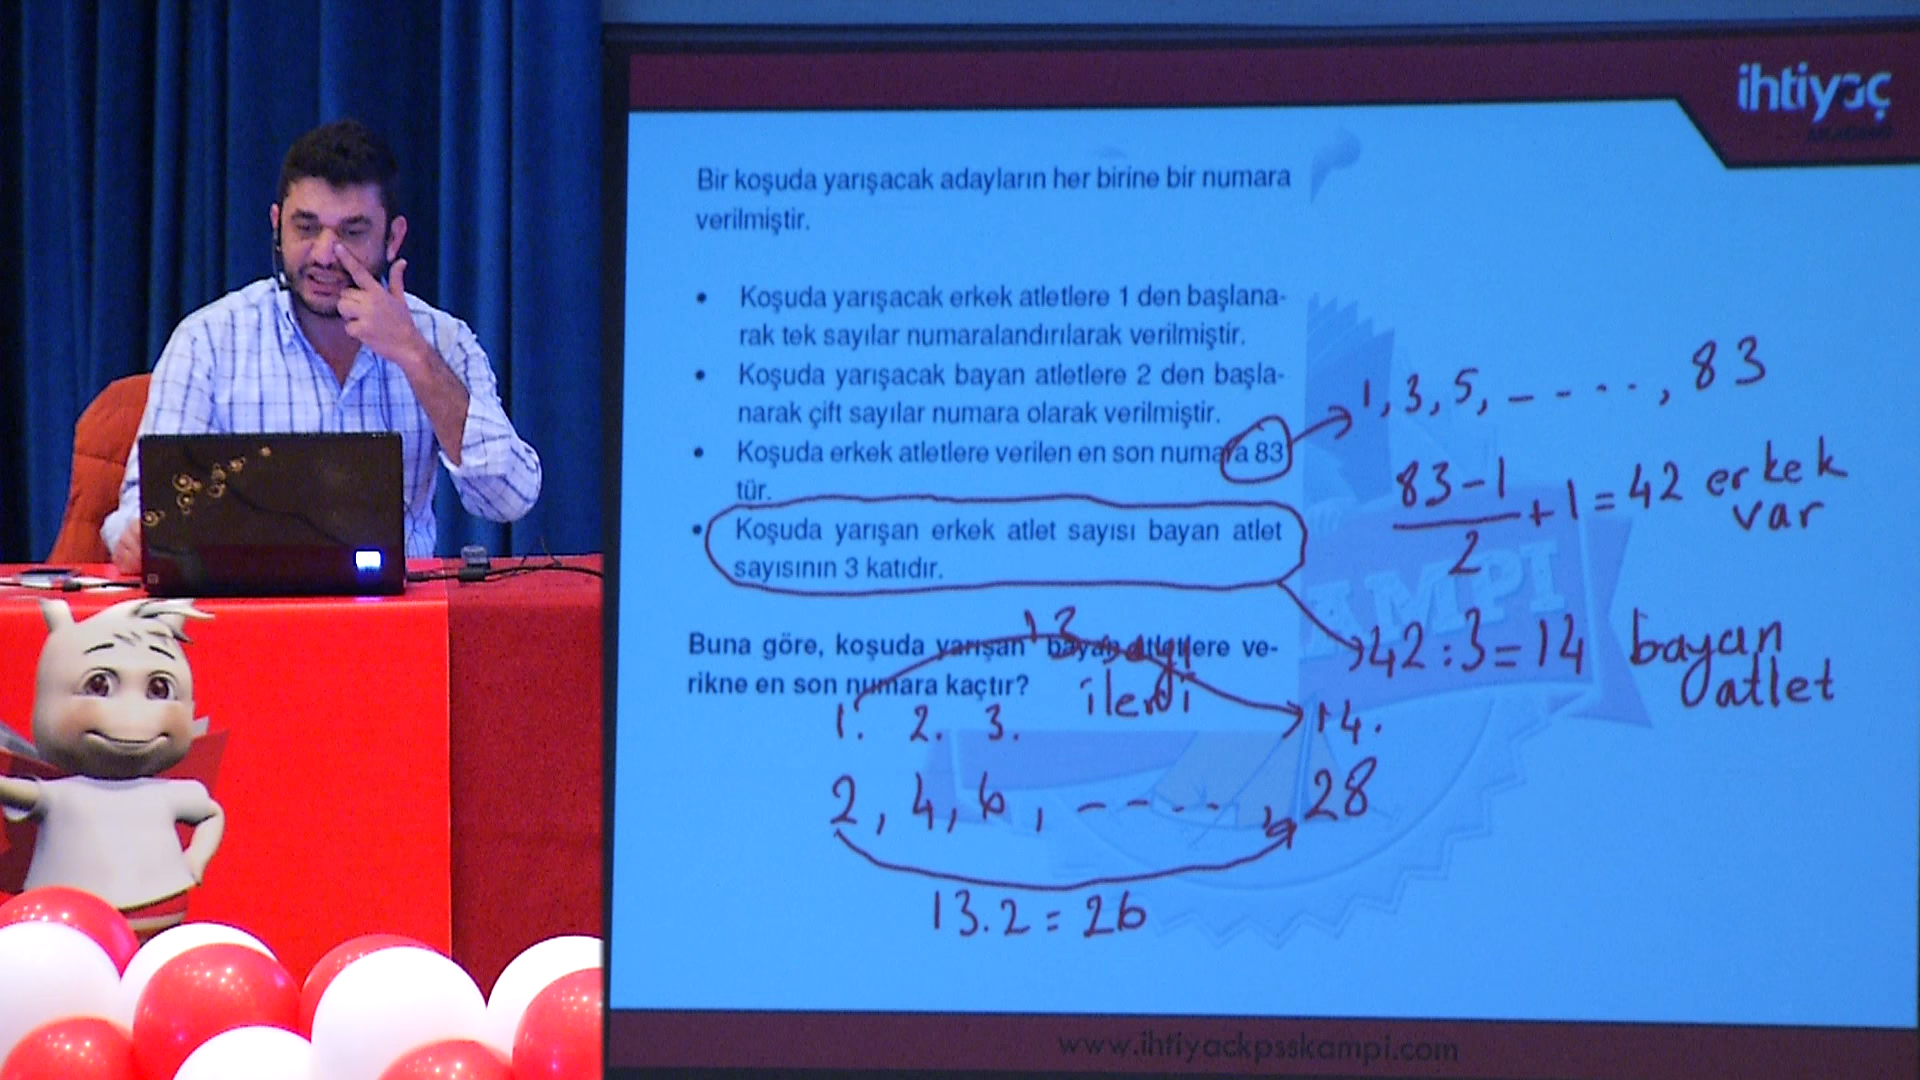 ihtiyaç
Bir koşuda yarışacak adayların her birine bir numara
verilmiştir.
• Koşuda yarışacak erkek atletlere 1 den başlana-
rak tek sayılar numaralandırılarak verilmiştir.
• Koşuda yarışacak bayan atletlere 2 den başla-
narak çift sayılar numara olarak verilmiştir.
• Koşuda erkek atletlere verilen en son numara 83
tür.
• Koşuda yarışan erkek atlet sayısı bayan atlet
sayısının 3 katıdır.
Buna göre, koşuda yarışan bayan atletlere ve-
rikne en son numara kaçtır?
1, 3, 5, - - - - -, 83
83-1
2
+1=42 erkek
var
42:3=14 bayan
atlet
13 sayı
ileri
1. 2. 3. 14.
2, 4, 6, - - - - -, 28
13.2=26
AMPI
www.ihtiyackpsskampi.com